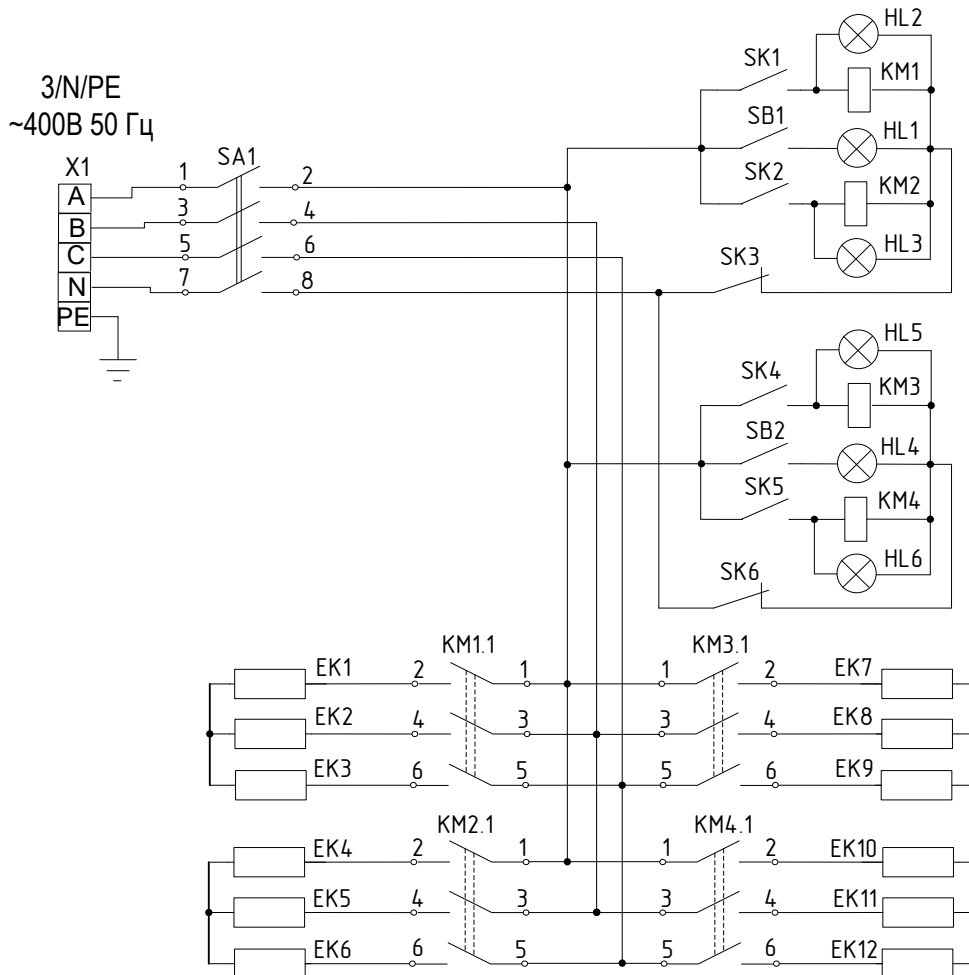 HL2
SK1
KM1
3/N/PE
~400В 50 Гц
SB1
HL1
X1
1 SA1 2
SK2
KM2
A
3 4
B
HL3
5 6
C
SK3
7 8
N
PE
HL5
SK4
KM3
SB2
HL4
SK5
KM4
HL6
SK6
EK1 2 KM1.1 1 1 KM3.1 2 EK7
EK2 4 3 3 4 EK8
EK3 6 5 5 6 EK9
EK4 2 KM2.1 1 1 KM4.1 2 EK10
EK5 4 3 3 4 EK11
EK6 6 5 5 6 EK12